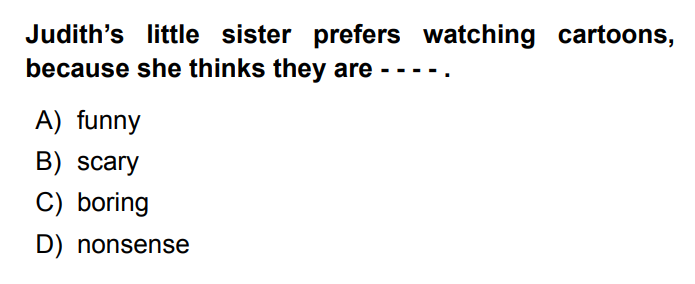 Judith’s little sister prefers watching cartoons,
because she thinks they are - - - - .
A) funny
B) scary
C) boring
D) nonsense